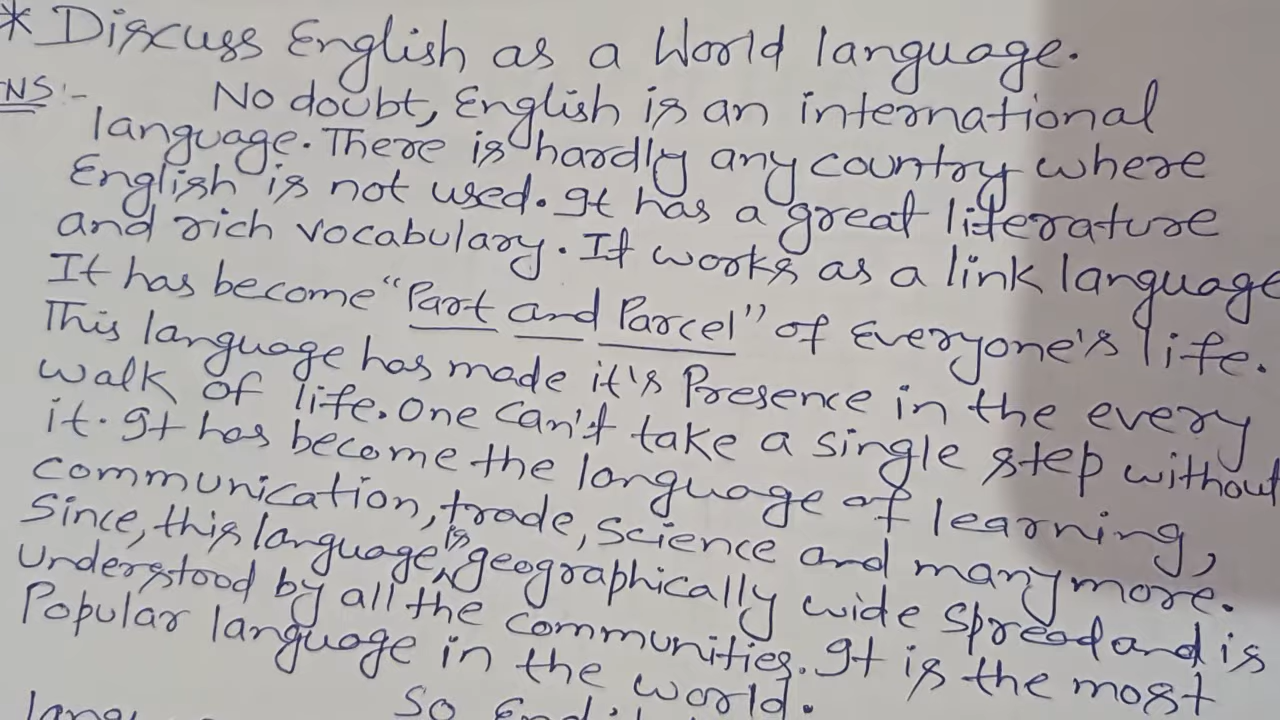 * Discuss English as a World language.
NS:- No doubt, English is an international
language. There is hardly any country where
English is not used. It has a great literature
and rich vocabulary. It works as a link language
It has become "Part and Parcel" of Everyone's life.
This language has made it's Presence in the every
walk of life. One can't take a single step without
it. It has become the language of learning,
communication, trade, science and many more.
Since, this language is geographically wide spread and is
understood by all the communities. It is the most
Popular language in the world.
So